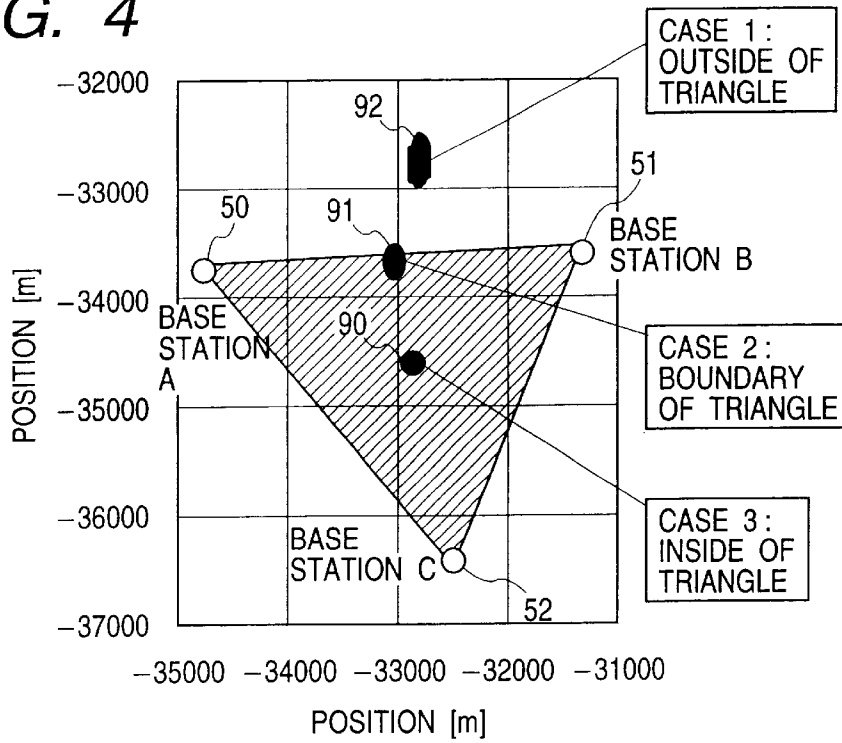 G. 4
CASE 1:
OUTSIDE OF
TRIANGLE
−32000
92
−33000
51
50
91
BASE
STATION B
−34000
BASE
STATION
A
90
CASE 2:
BOUNDARY
OF TRIANGLE
−35000
POSITION [m]
−36000
BASE
STATION C
CASE 3:
INSIDE OF
TRIANGLE
52
−37000
−35000 −34000 −33000 −32000 −31000
POSITION [m]